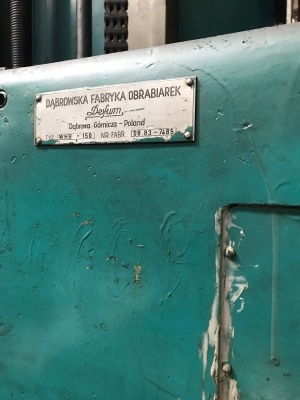 DĄBROWSKA FABRYKA OBRABIAREK
Defum
Dąbrowa Górnicza - Poland
TYP WHB - 150 NR FABR. 08.83-7485